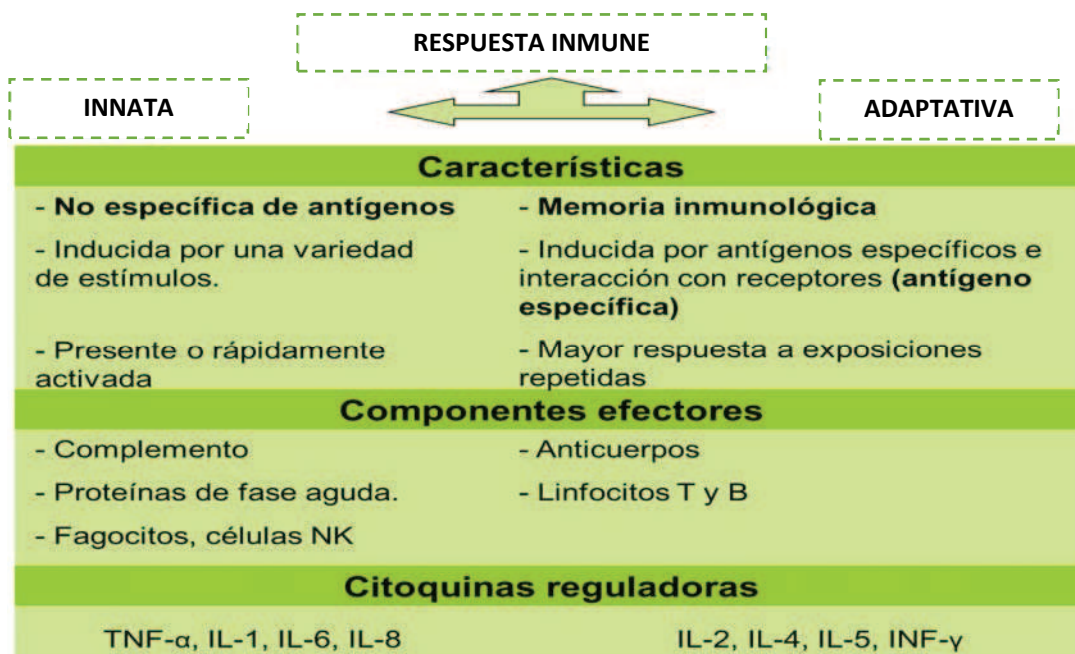 RESPUESTA INMUNE
INNATA
ADAPTATIVA
Características
- No específica de antígenos
- Memoria inmunológica
- Inducida por una variedad
de estímulos.
- Inducida por antígenos específicos e
interacción con receptores (antígeno
específica)
- Presente o rápidamente
activada
- Mayor respuesta a exposiciones
repetidas
Componentes efectores
- Complemento
- Anticuerpos
- Proteínas de fase aguda.
- Linfocitos T y B
- Fagocitos, células NK
Citoquinas reguladoras
TNF-α, IL-1, IL-6, IL-8
IL-2, IL-4, IL-5, INF-γ